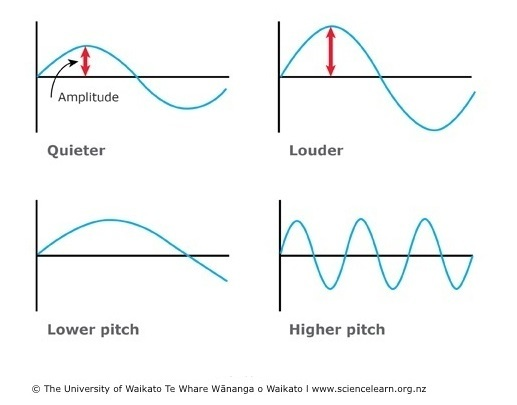 Amplitude
Quieter
Louder
Lower pitch
Higher pitch
© The University of Waikato Te Whare Wānanga o Waikato I www.sciencelearn.org.nz